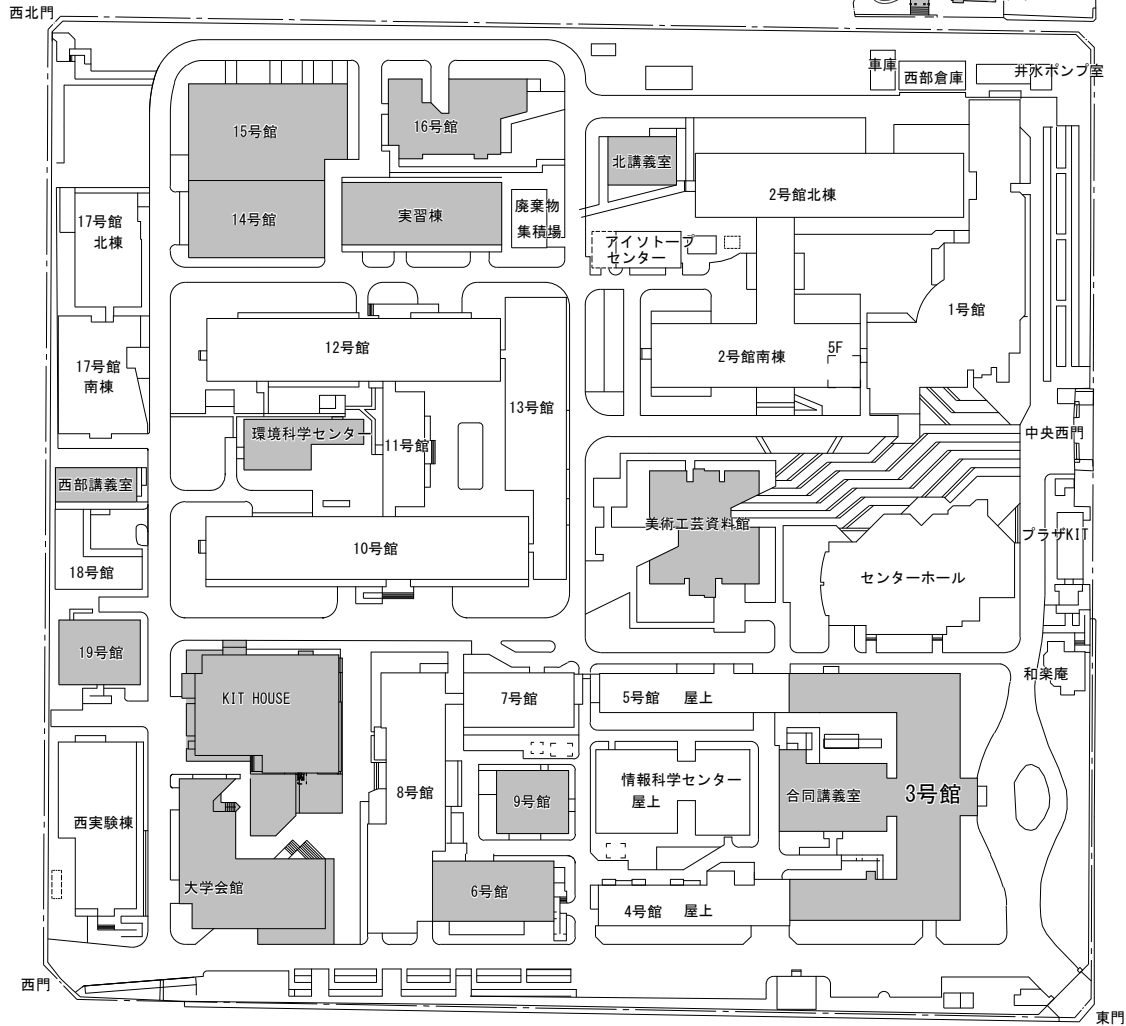 西北門
車庫
西部倉庫
井水ポンプ室
15号館
16号館
北講義室
2号館北棟
14号館
実習棟
廃棄物
集積場
アイソトープ
センター
17号館
北棟
1号館
12号館
2号館南棟
5F
17号館
南棟
13号館
環境科学センター
11号館
中央西門
西部講義室
美術工芸資料館
プラザKIT
10号館
18号館
センターホール
19号館
和楽庵
KIT HOUSE
7号館
5号館 屋上
情報科学センター
屋上
8号館
9号館
合同講義室
3号館
西実験棟
大学会館
6号館
4号館 屋上
西門
東門